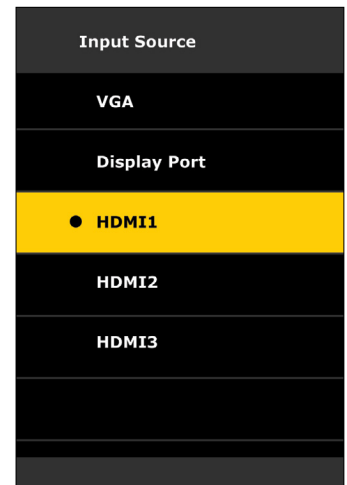 Input Source
VGA
Display Port
HDMI1
HDMI2
HDMI3